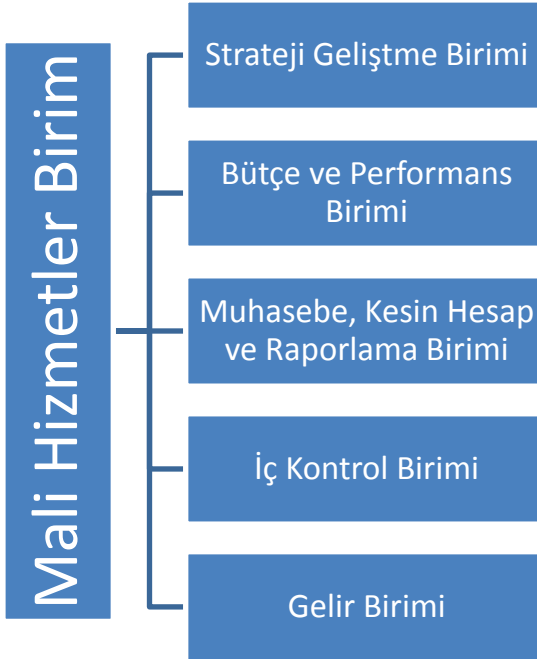 Mali Hizmetler Birim
Strateji Geliştme Birimi
Bütçe ve Performans
Birimi
Muhasebe, Kesin Hesap
ve Raporlama Birimi
İç Kontrol Birimi
Gelir Birimi